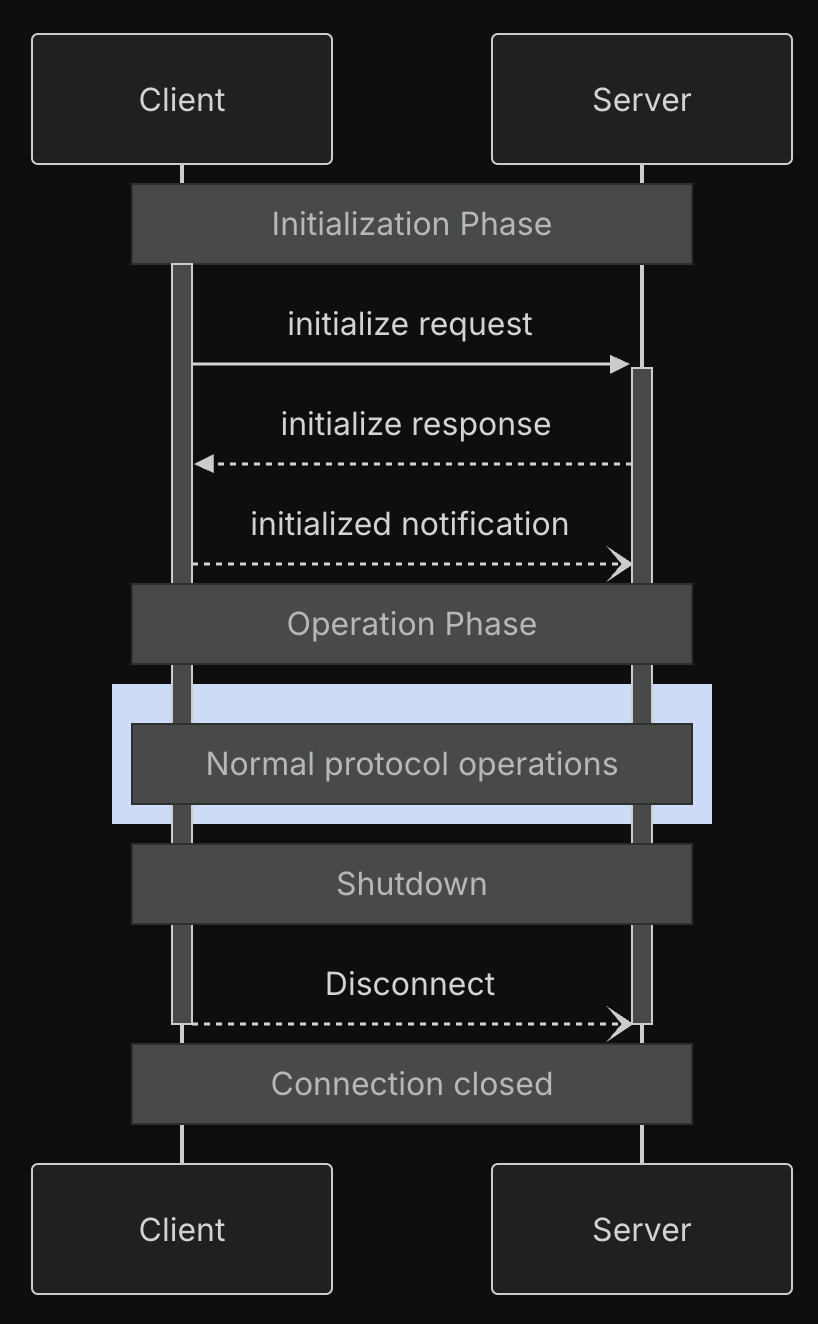 Client
Server
Initialization Phase
initialize request
initialize response
initialized notification
Operation Phase
Normal protocol operations
Shutdown
Disconnect
Connection closed
Client
Server